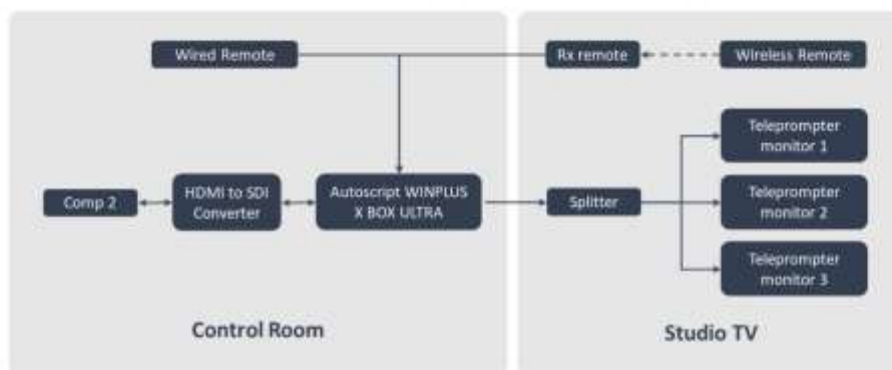 Wired Remote
Rx remote
Wireless Remote
Teleprompter
monitor 1
Comp 2
HDMI to SDI
Converter
Autoscript WINPLUS
X BOX ULTRA
Splitter
Teleprompter
monitor 2
Teleprompter
monitor 3
Control Room
Studio TV